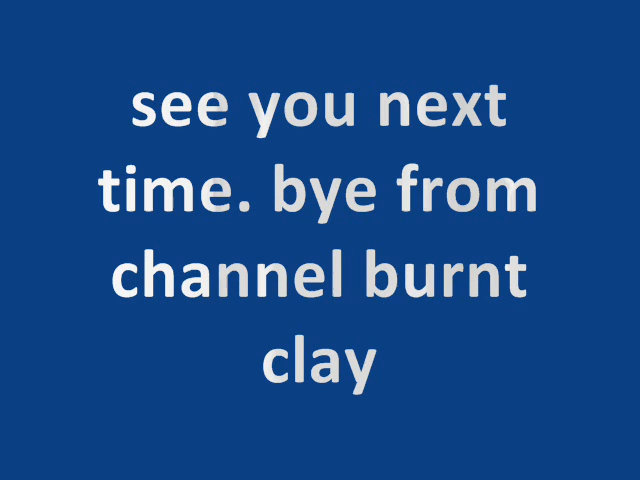 see you next
time. bye from
channel burnt
clay